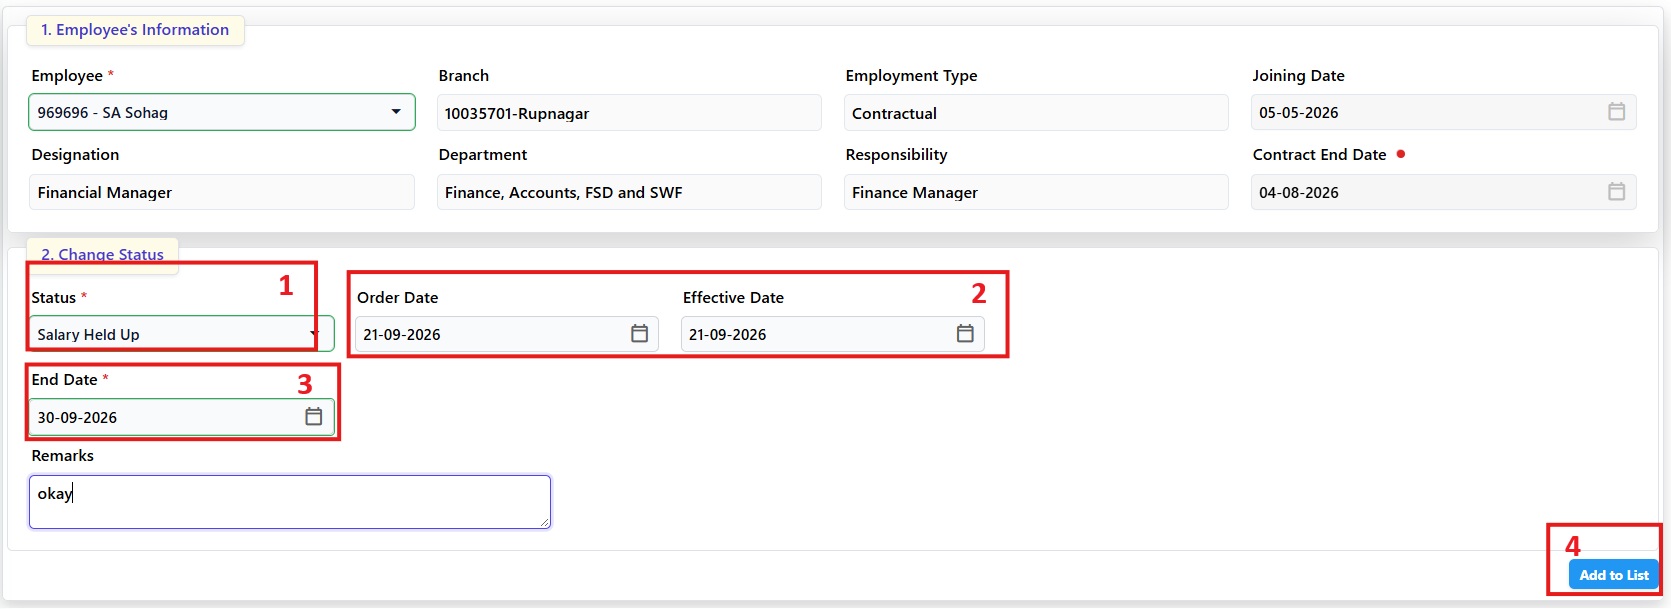 1. Employee's Information
Employee * Branch Employment Type Joining Date
969696 - SA Sohag 10035701-Rupnagar Contractual 05-05-2026
Designation Department Responsibility Contract End Date
Financial Manager Finance, Accounts, FSD and SWF Finance Manager 04-08-2026
2. Change Status
1
2
Status * Order Date Effective Date
Salary Held Up 21-09-2026 21-09-2026
End Date * 3
30-09-2026
Remarks
okay
4
Add to List